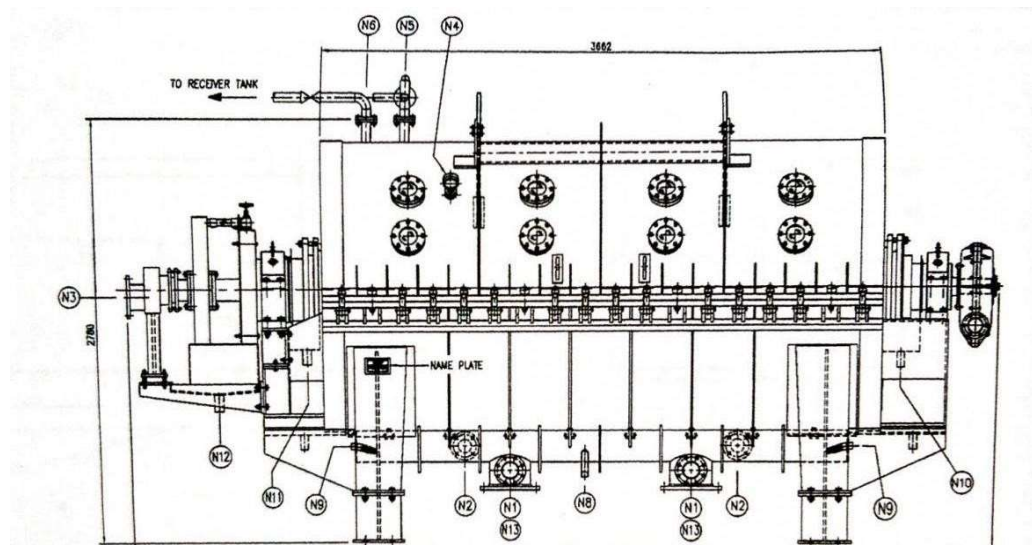 N6 N5 N4
3662
TO RECEIVER TANK
N3
2780
NAME PLATE
N12
N11 N9 N2 N1 N8 N1 N2 N9 N10
N13 N13